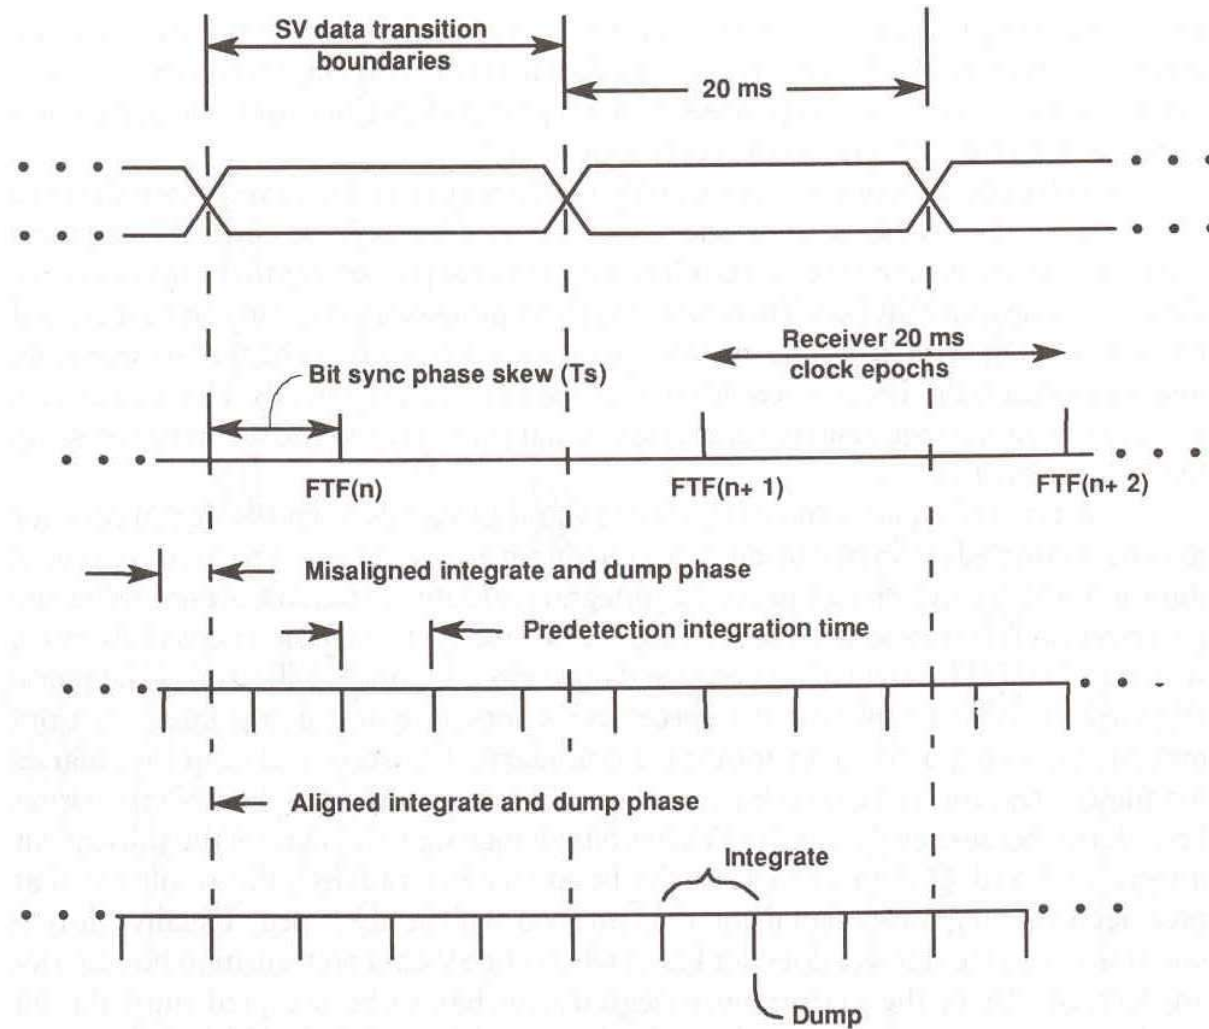 SV data transition
boundaries
20 ms
Receiver 20 ms
clock epochs
Bit sync phase skew (Ts)
FTF(n)
FTF(n+ 1)
FTF(n+ 2)
Misaligned integrate and dump phase
Predetection integration time
Aligned integrate and dump phase
Integrate
Dump